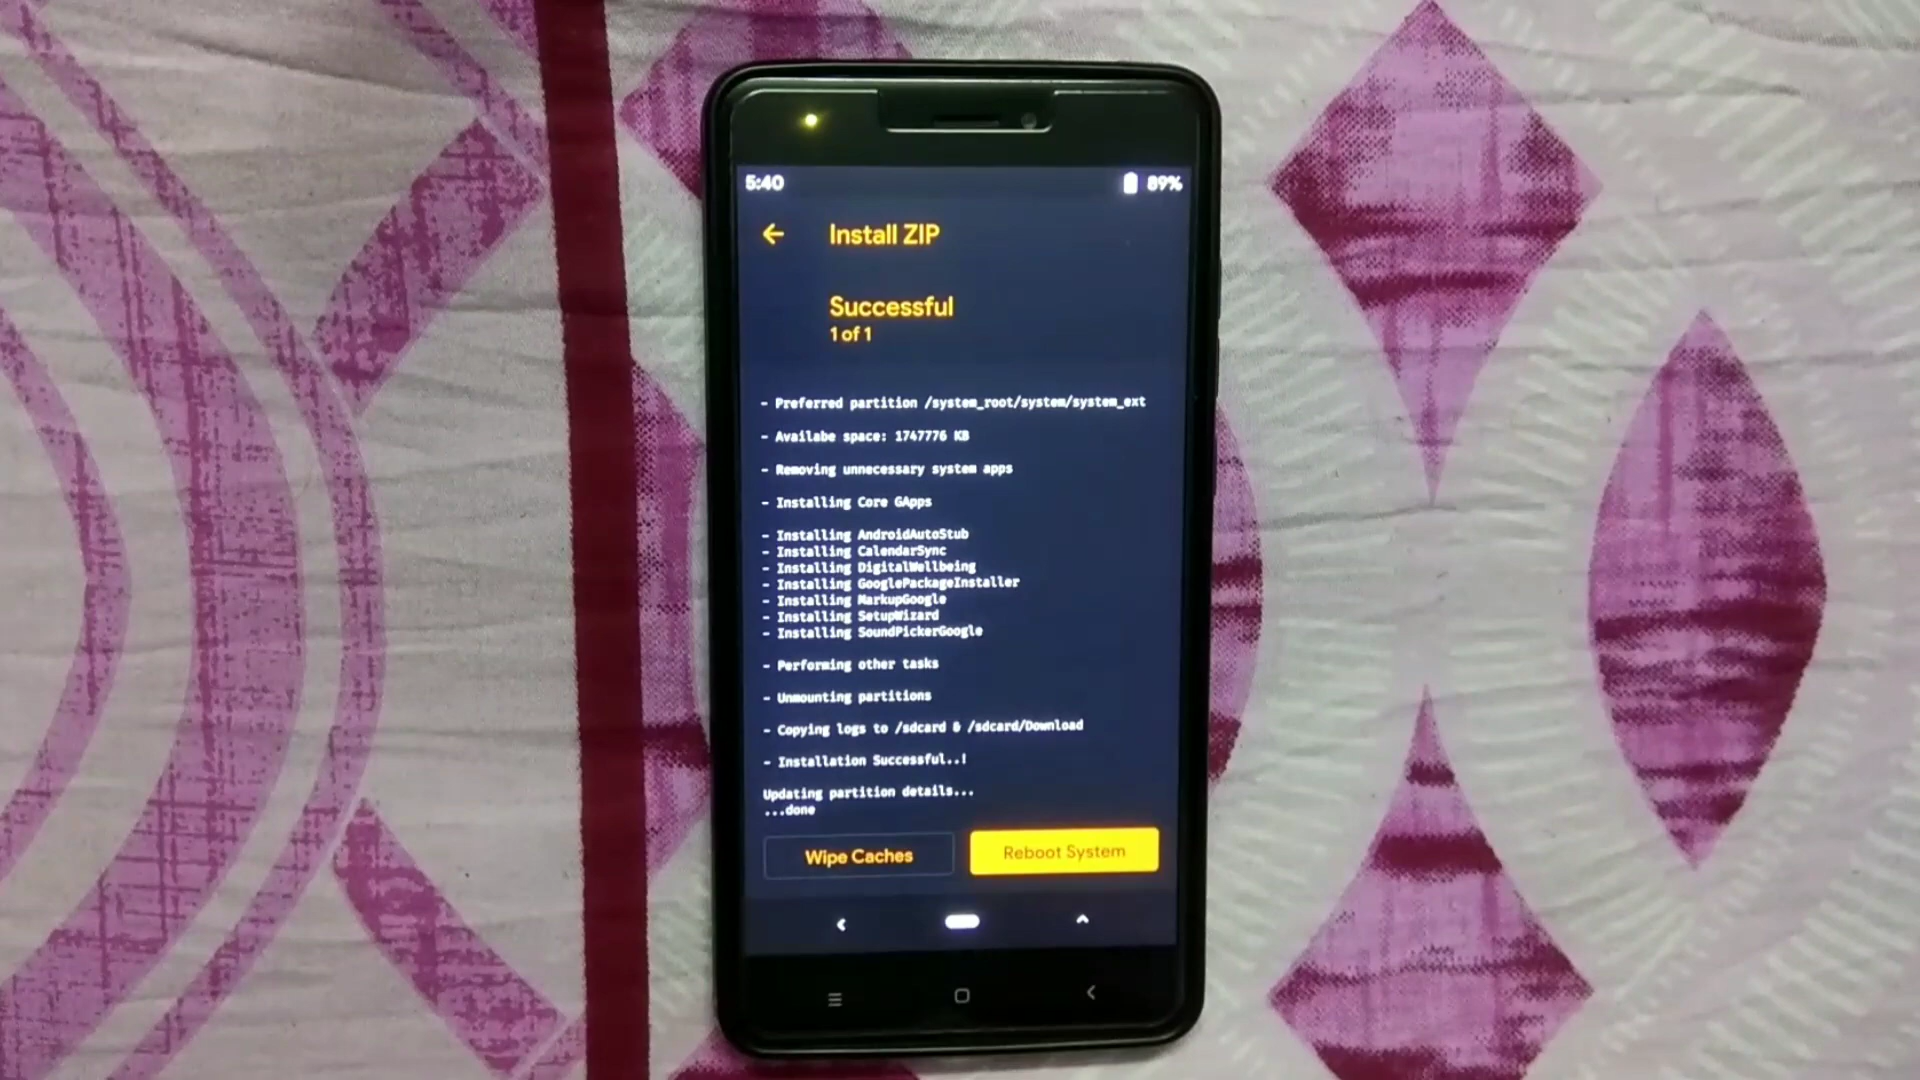 5:40
89%
Install ZIP
Successful
1 of 1
- Preferred partition /system_root/system/system_ext
- Availabe space: 1747776 KB
- Removing unnecessary system apps
- Installing Core GApps
- Installing AndroidAutoStub
- Installing CalendarSync
- Installing DigitalWellbeing
- Installing GooglePackageInstaller
- Installing MarkupGoogle
- Installing SetupWizard
- Installing SoundPickerGoogle
- Performing other tasks
- Unmounting partitions
- Copying logs to /sdcard & /sdcard/Download
- Installation Successful..!
Updating partition details...
...done
Wipe Caches
Reboot System